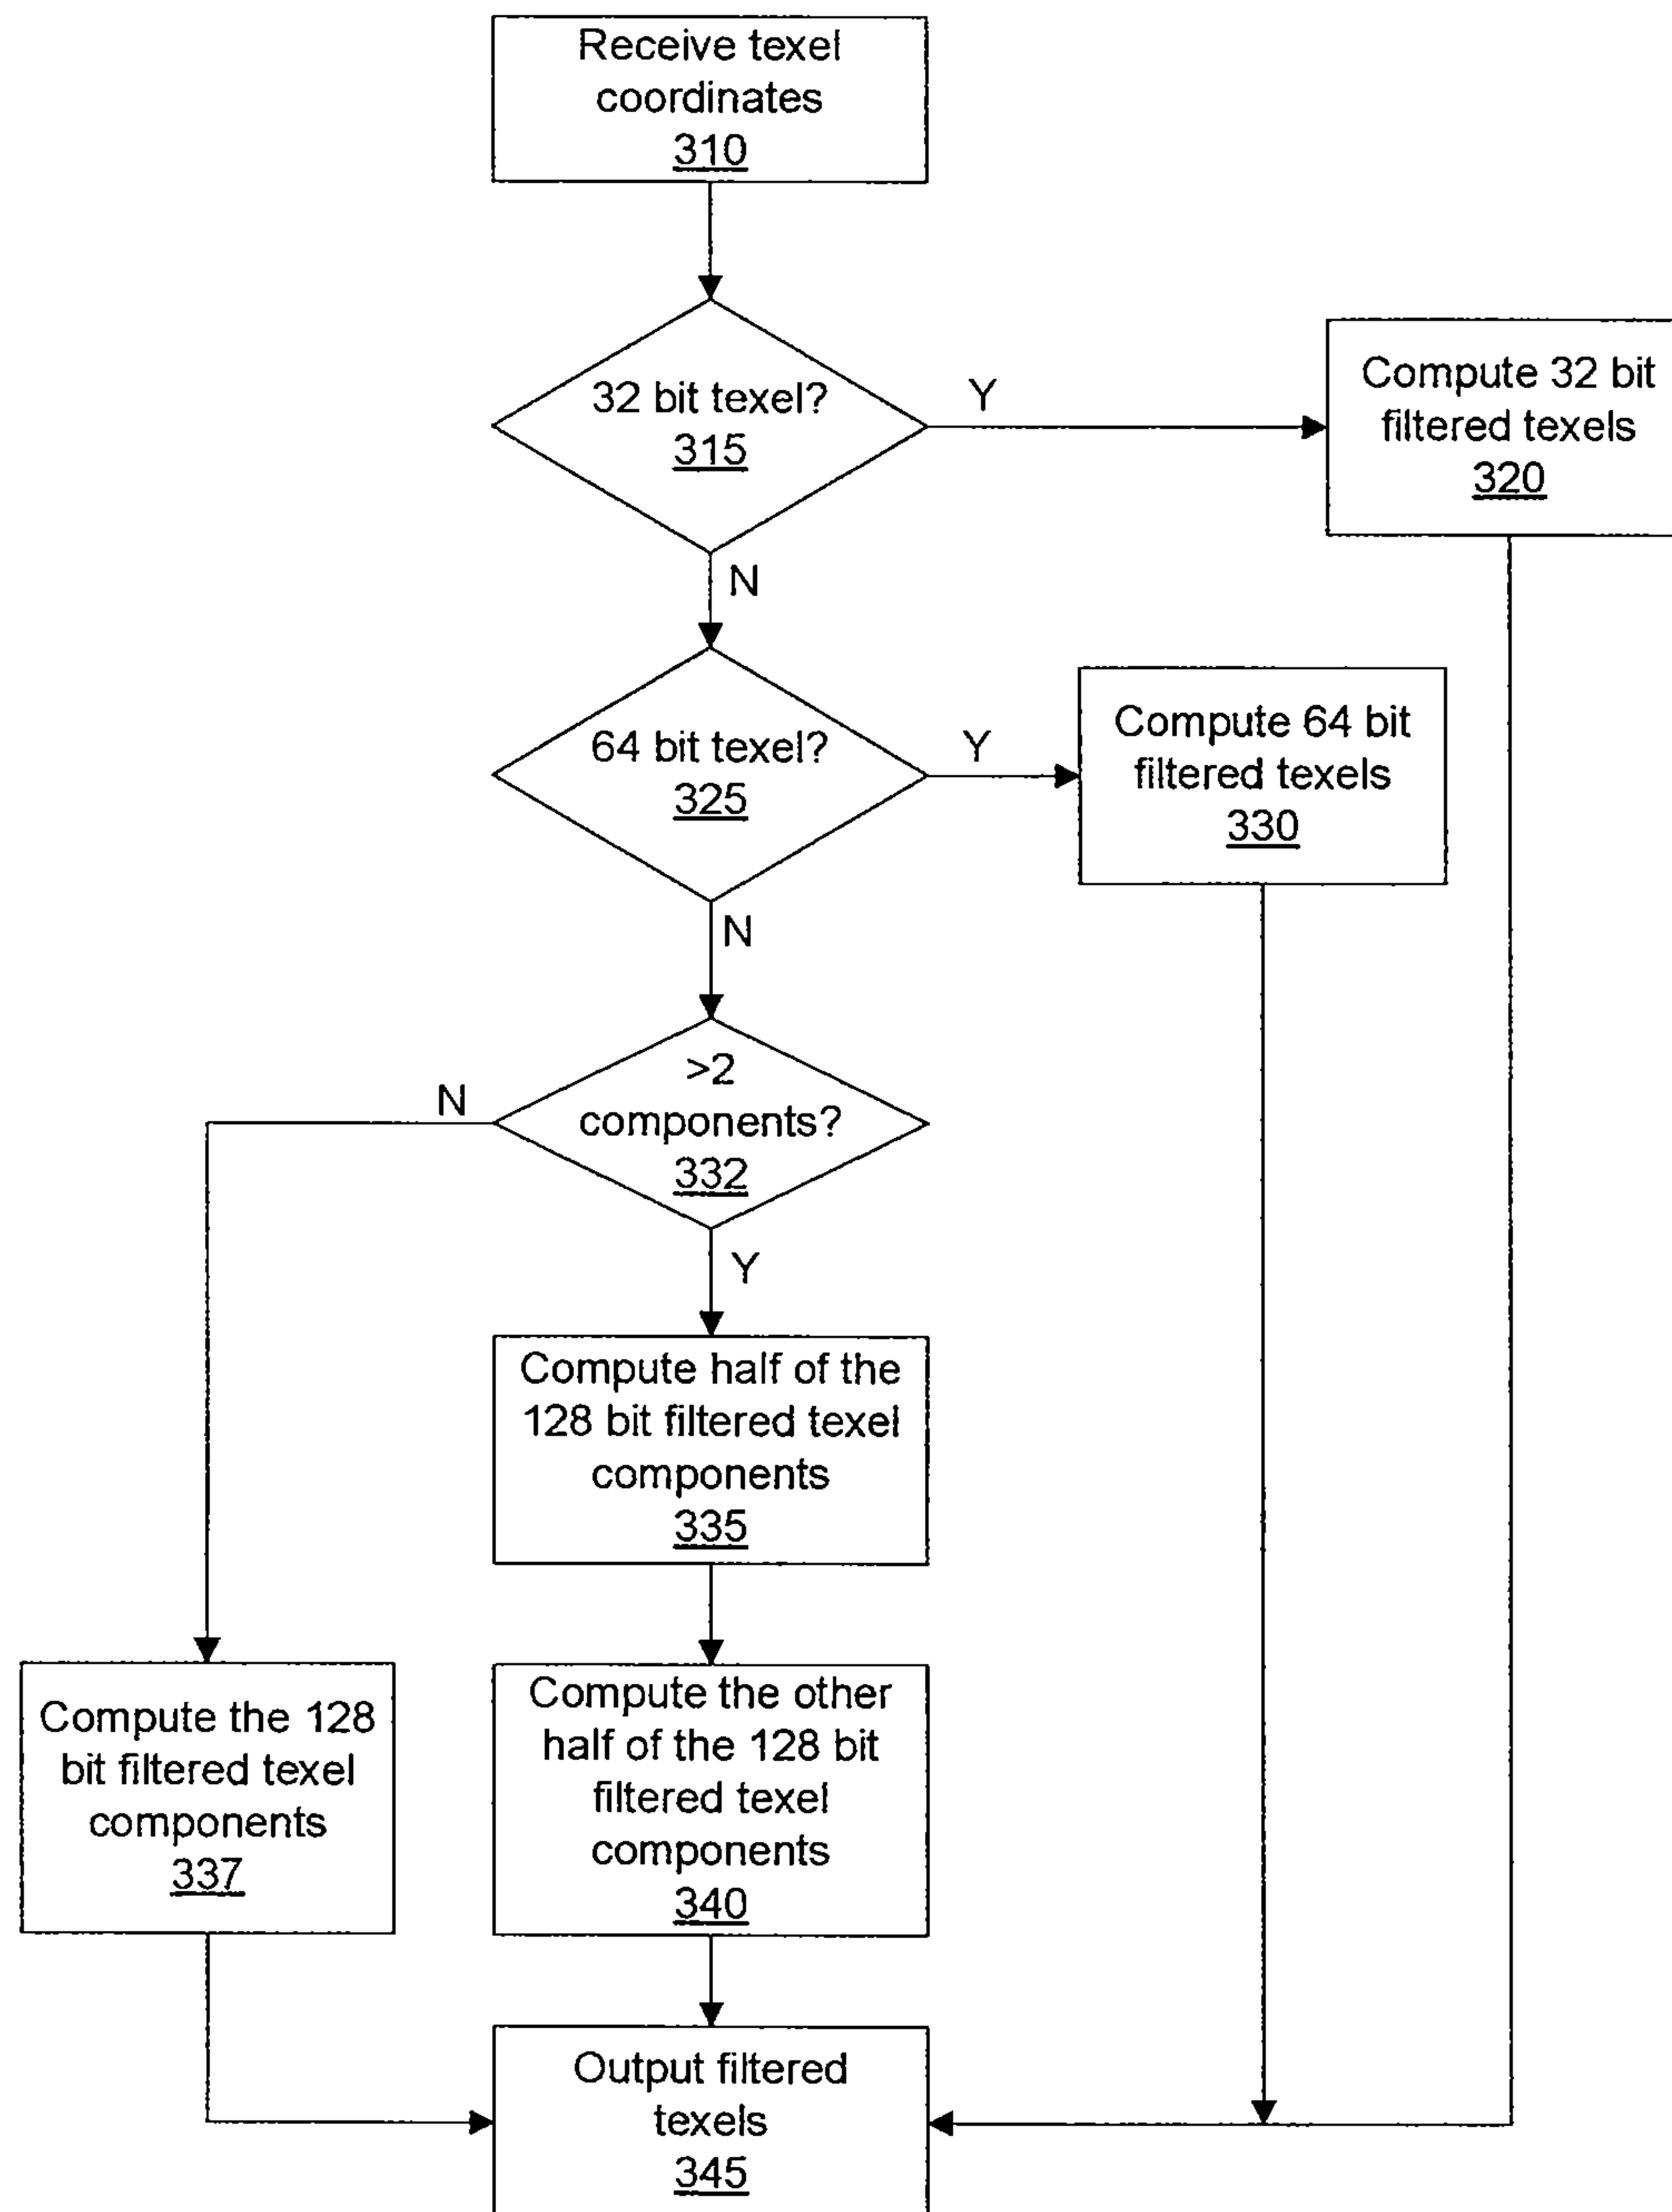 Receive texel
coordinates
310
32 bit texel?
315
Y
Compute 32 bit
filtered texels
320
N
64 bit texel?
325
Y
Compute 64 bit
filtered texels
330
N
>2
components?
332
N
Y
Compute half of the
128 bit filtered texel
components
335
Compute the 128
bit filtered texel
components
337
Compute the other
half of the 128 bit
filtered texel
components
340
Output filtered
texels
345